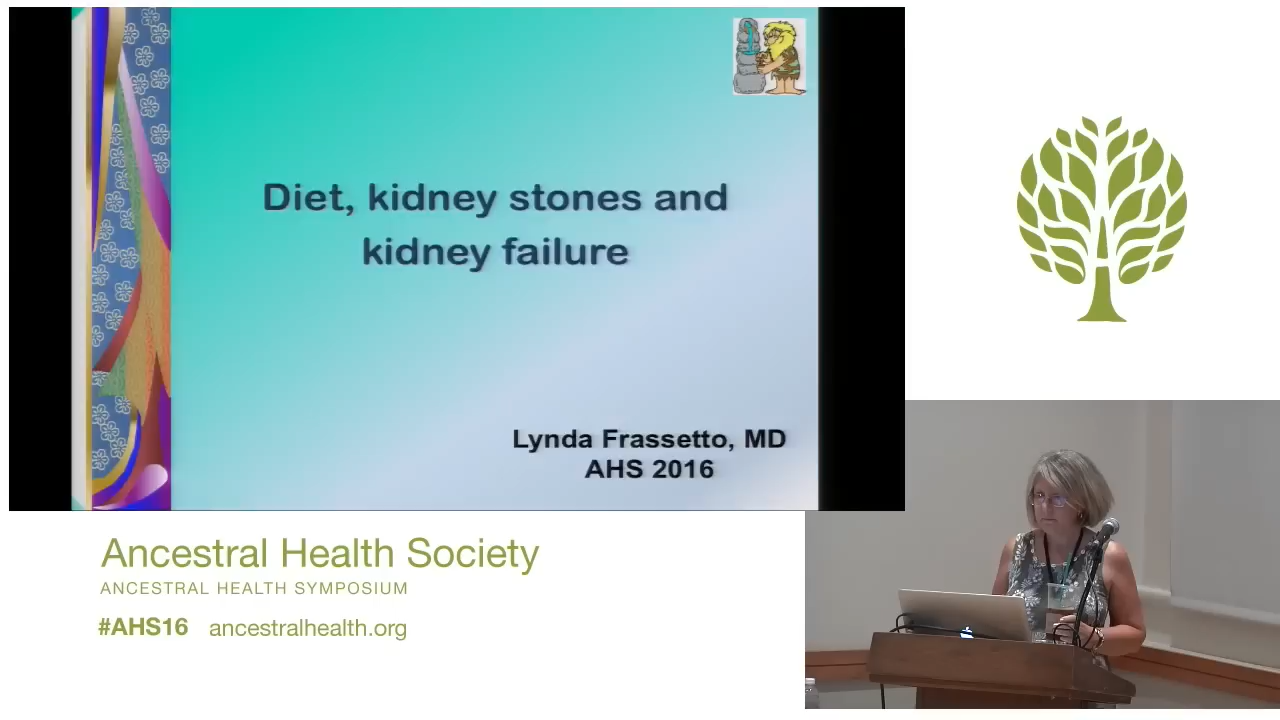 Diet, kidney stones and
kidney failure
Lynda Frassetto, MD
AHS 2016
Ancestral Health Society
ANCESTRAL HEALTH SYMPOSIUM
#AHS16 ancestralhealth.org